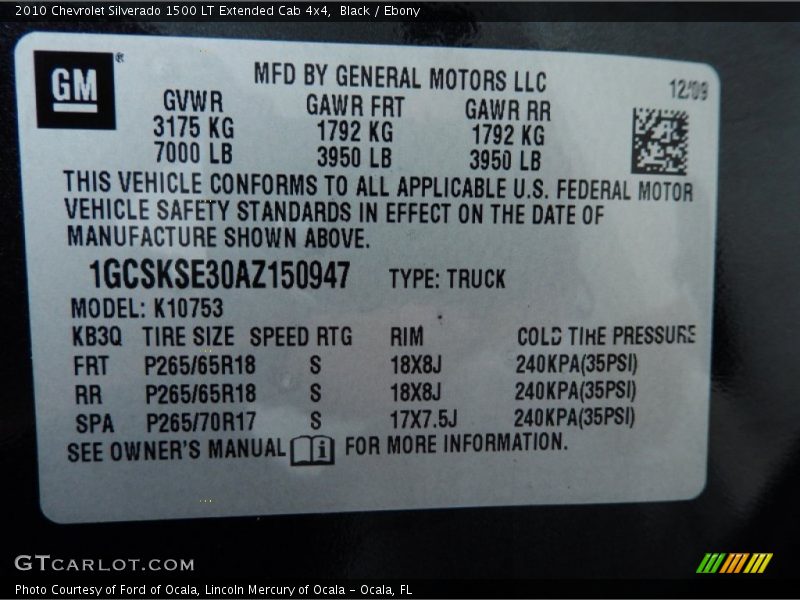 2010 Chevrolet Silverado 1500 LT Extended Cab 4x4, Black / Ebony
GM®
MFD BY GENERAL MOTORS LLC
12/09
GVWR GAWR FRT GAWR RR
3175 KG 1792 KG 1792 KG
7000 LB 3950 LB 3950 LB
THIS VEHICLE CONFORMS TO ALL APPLICABLE U.S. FEDERAL MOTOR
VEHICLE SAFETY STANDARDS IN EFFECT ON THE DATE OF
MANUFACTURE SHOWN ABOVE.
1GCSKSE30AZ150947 TYPE: TRUCK
MODEL: K10753
KB3Q TIRE SIZE SPEED RTG RIM COLD TIRE PRESSURE
FRT P265/65R18 S 18X8J 240KPA(35PSI)
RR P265/65R18 S 18X8J 240KPA(35PSI)
SPA P265/70R17 S 17X7.5J 240KPA(35PSI)
SEE OWNER'S MANUAL i FOR MORE INFORMATION.
GTCARLOT.COM
Photo Courtesy of Ford of Ocala, Lincoln Mercury of Ocala - Ocala, FL